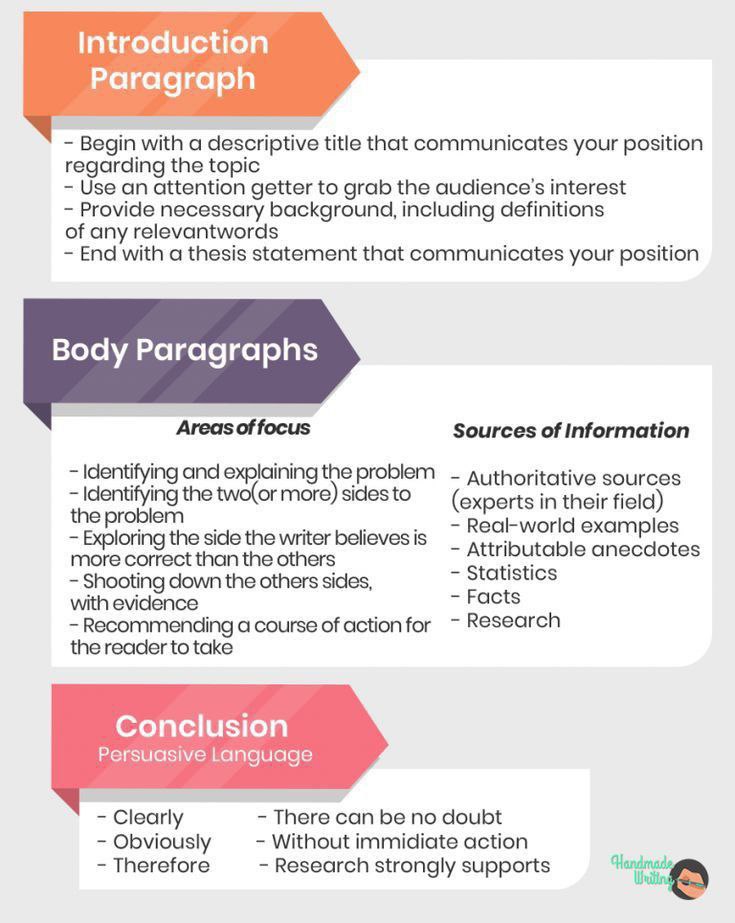 Introduction
Paragraph
- Begin with a descriptive title that communicates your position
regarding the topic
- Use an attention getter to grab the audience's interest
- Provide necessary background, including definitions
of any relevantwords
- End with a thesis statement that communicates your position
Body Paragraphs
Areas of focus
- Identifying and explaining the problem
- Identifying the two(or more) sides to
the problem
- Exploring the side the writer believes is
more correct than the others
- Shooting down the others sides,
with evidence
- Recommending a course of action for
the reader to take
Sources of Information
- Authoritative sources
(experts in their field)
- Real-world examples
- Attributable anecdotes
- Statistics
- Facts
- Research
Conclusion
Persuasive Language
- Clearly
- Obviously
- Therefore
- There can be no doubt
- Without immidiate action
- Research strongly supports
Handmade
Writing